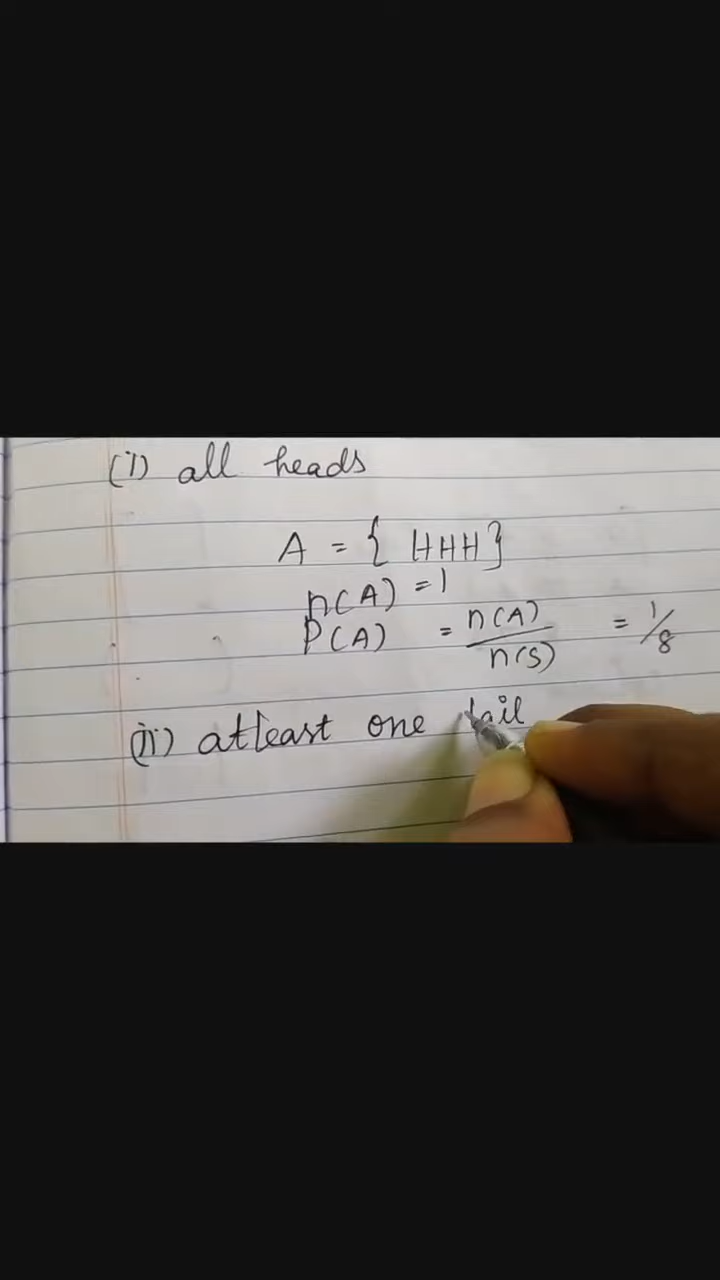 (i) all heads
A = { HHH}
n(A) = 1
P(A) = n(A)/n(S) = 1/8
(ii) atleast one tail